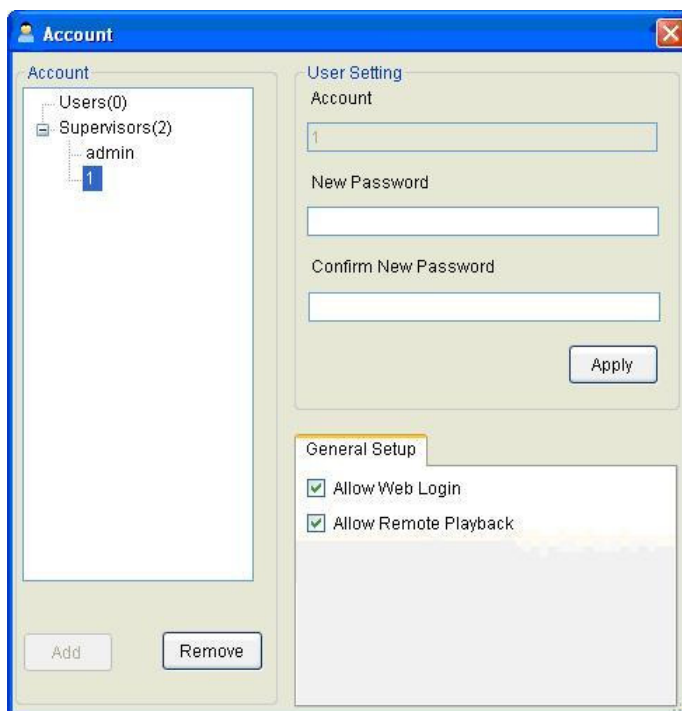 Account
Account
Users(0)
Supervisors(2)
admin
1
Add
Remove
User Setting
Account
1
New Password
Confirm New Password
Apply
General Setup
Allow Web Login
Allow Remote Playback